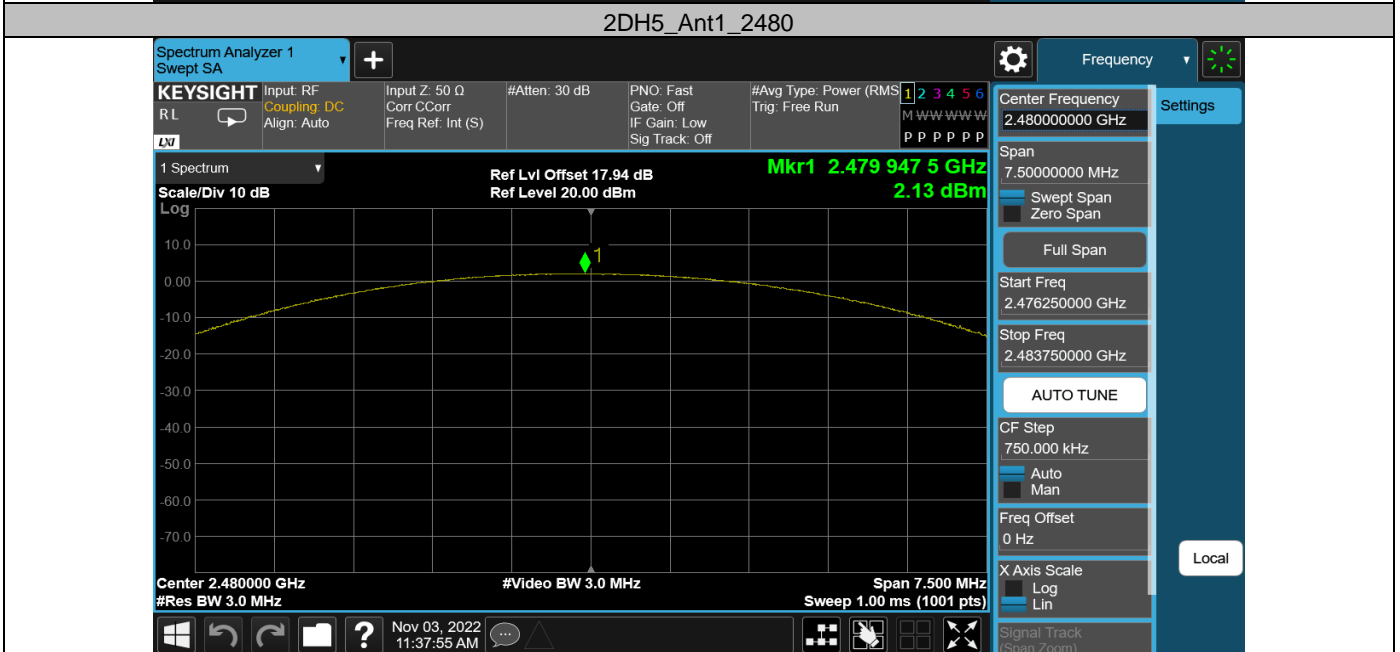 2DH5_Ant1_2480
Spectrum Analyzer 1
Swept SA
Frequency
KEYSIGHT
RL
LXI
Input: RF
Coupling: DC
Align: Auto
Input Z: 50 Ω
Corr CCorr
Freq Ref: Int (S)
#Atten: 30 dB
PNO: Fast
Gate: Off
IF Gain: Low
Sig Track: Off
#Avg Type: Power (RMS
Trig: Free Run
1 2 3 4 5 6
M W W W W W
P P P P P P
1 Spectrum
Scale/Div 10 dB
Ref Lvl Offset 17.94 dB
Ref Level 20.00 dBm
Mkr1 2.479 947 5 GHz
2.13 dBm
Log
10.0
0.00
-10.0
-20.0
-30.0
-40.0
-50.0
-60.0
-70.0
1
Center 2.480000 GHz
#Video BW 3.0 MHz
Span 7.500 MHz
#Res BW 3.0 MHz
Sweep 1.00 ms (1001 pts)
Nov 03, 2022
11:37:55 AM
Center Frequency
2.480000000 GHz
Span
7.50000000 MHz
Swept Span
Zero Span
Full Span
Start Freq
2.476250000 GHz
Stop Freq
2.483750000 GHz
AUTO TUNE
CF Step
750.000 kHz
Auto
Man
Freq Offset
0 Hz
X Axis Scale
Log
Lin
Signal Track
(Span Zoom)
Settings
Local